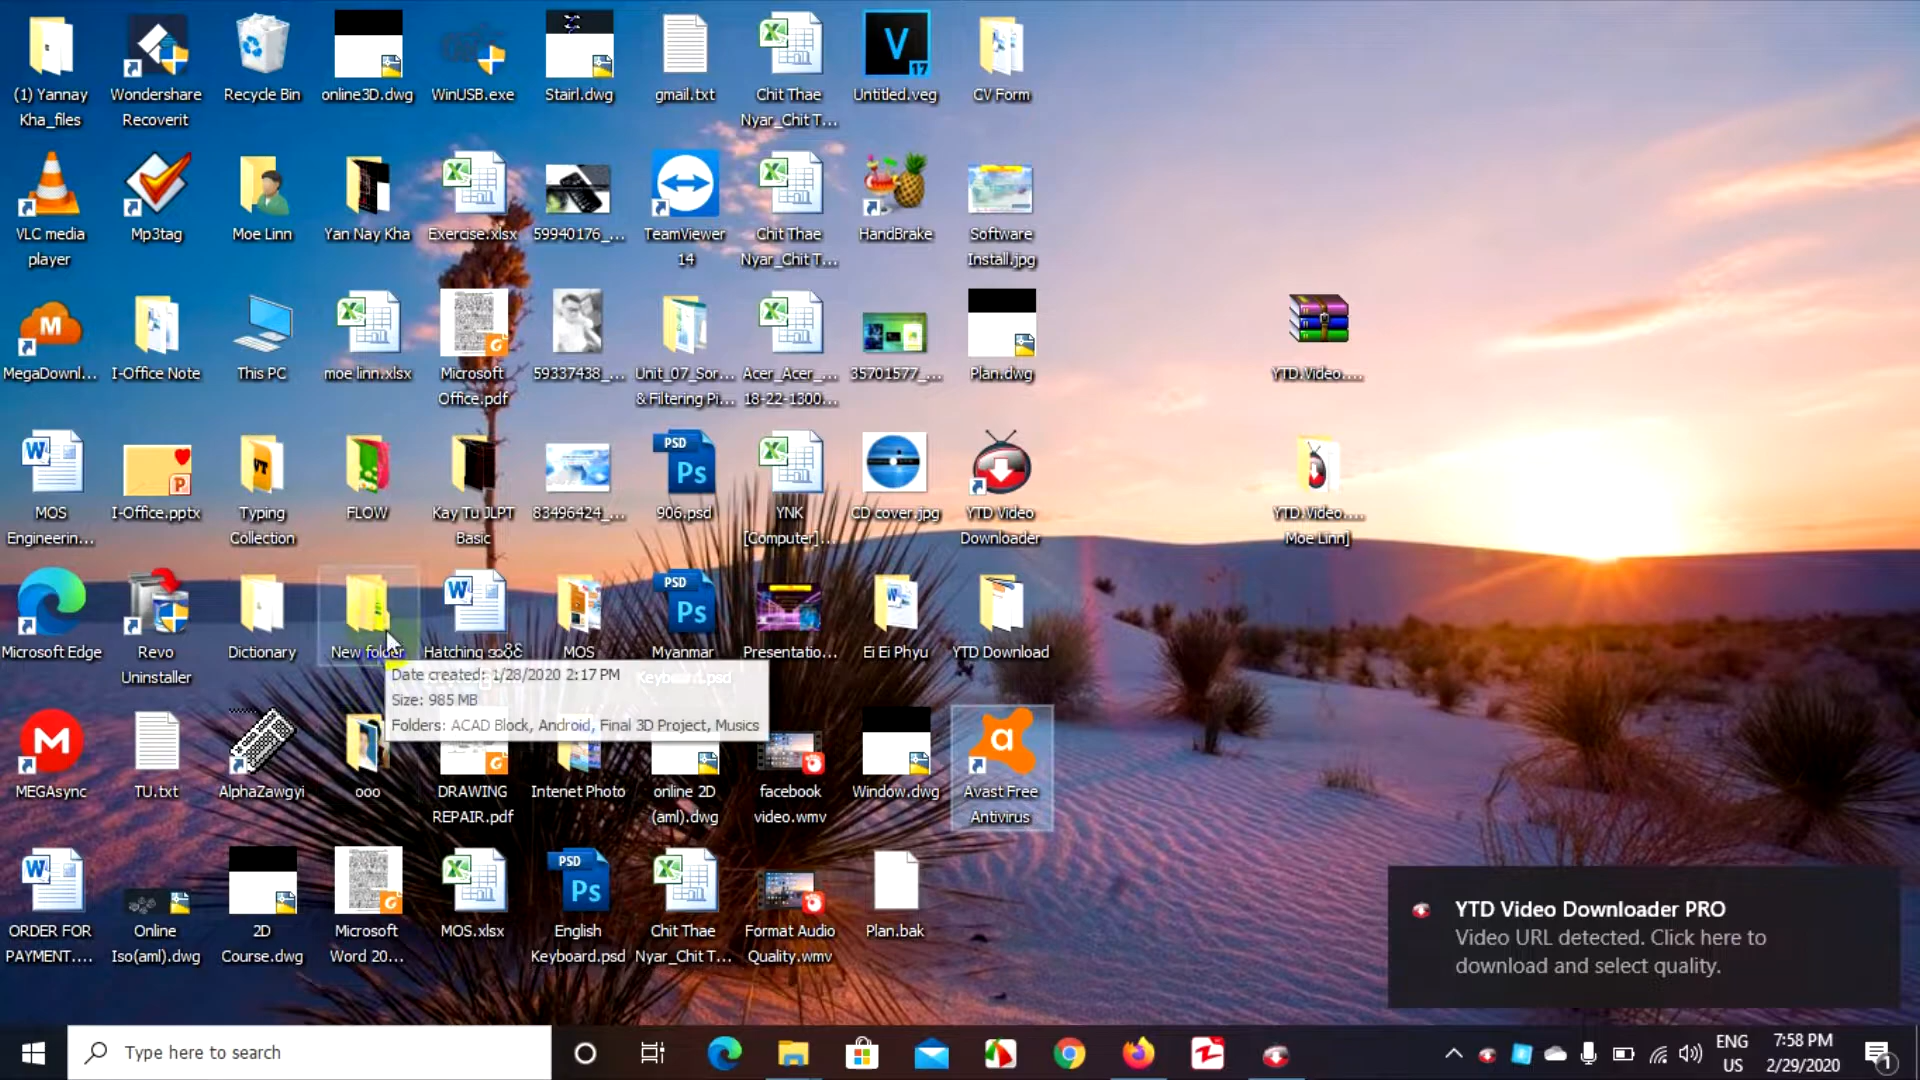 (1) Yannay
Kha_files
Wondershare
Recoverit
Recycle Bin
online3D.dwg
WinUSB.exe
Stairl.dwg
gmail.txt
Chit Thae
Nyar_Chit T...
Untitled.veg
CV Form
VLC media
player
Mp3tag
Moe Linn
Yan Nay Kha
Exercise.xlsx
59940176_...
TeamViewer
14
Chit Thae
Nyar_Chit T...
HandBrake
Software
Install.jpg
MegaDownl...
I-Office Note
This PC
moe linn.xlsx
Microsoft
Office.pdf
59337438_...
Unit_07_Sor...
& Filtering Pi...
Acer_Acer_...
18-22-1300...
35701577_...
Plan.dwg
YTD.Video....
MOS
Engineerin...
I-Office.pptx
Typing
Collection
FLOW
Kay Tu JLPT
Basic
83496424_...
906.psd
YNK
[Computer]...
CD cover.jpg
YTD Video
Downloader
YTD.Video....
Moe Linn]
Microsoft Edge
Revo
Uninstaller
Dictionary
New folder
MOS
Myanmar
Keyboard.psd
Presentatio...
Ei Ei Phyu
YTD Download
Date created: 1/28/2020 2:17 PM
Size: 985 MB
Folders: ACAD Block, Android, Final 3D Project, Musics
MEGAsync
TU.txt
AlphaZawgyi
ooo
DRAWING
REPAIR.pdf
Intenet Photo
online 2D
(aml).dwg
facebook
video.wmv
Window.dwg
Avast Free
Antivirus
ORDER FOR
PAYMENT....
Online
Iso(aml).dwg
2D
Course.dwg
Microsoft
Word 20...
MOS.xlsx
English
Keyboard.psd
Chit Thae
Nyar_Chit T...
Format Audio
Quality.wmv
Plan.bak
YTD Video Downloader PRO
Video URL detected. Click here to
download and select quality.
Type here to search
ENG
US
7:58 PM
2/29/2020
1